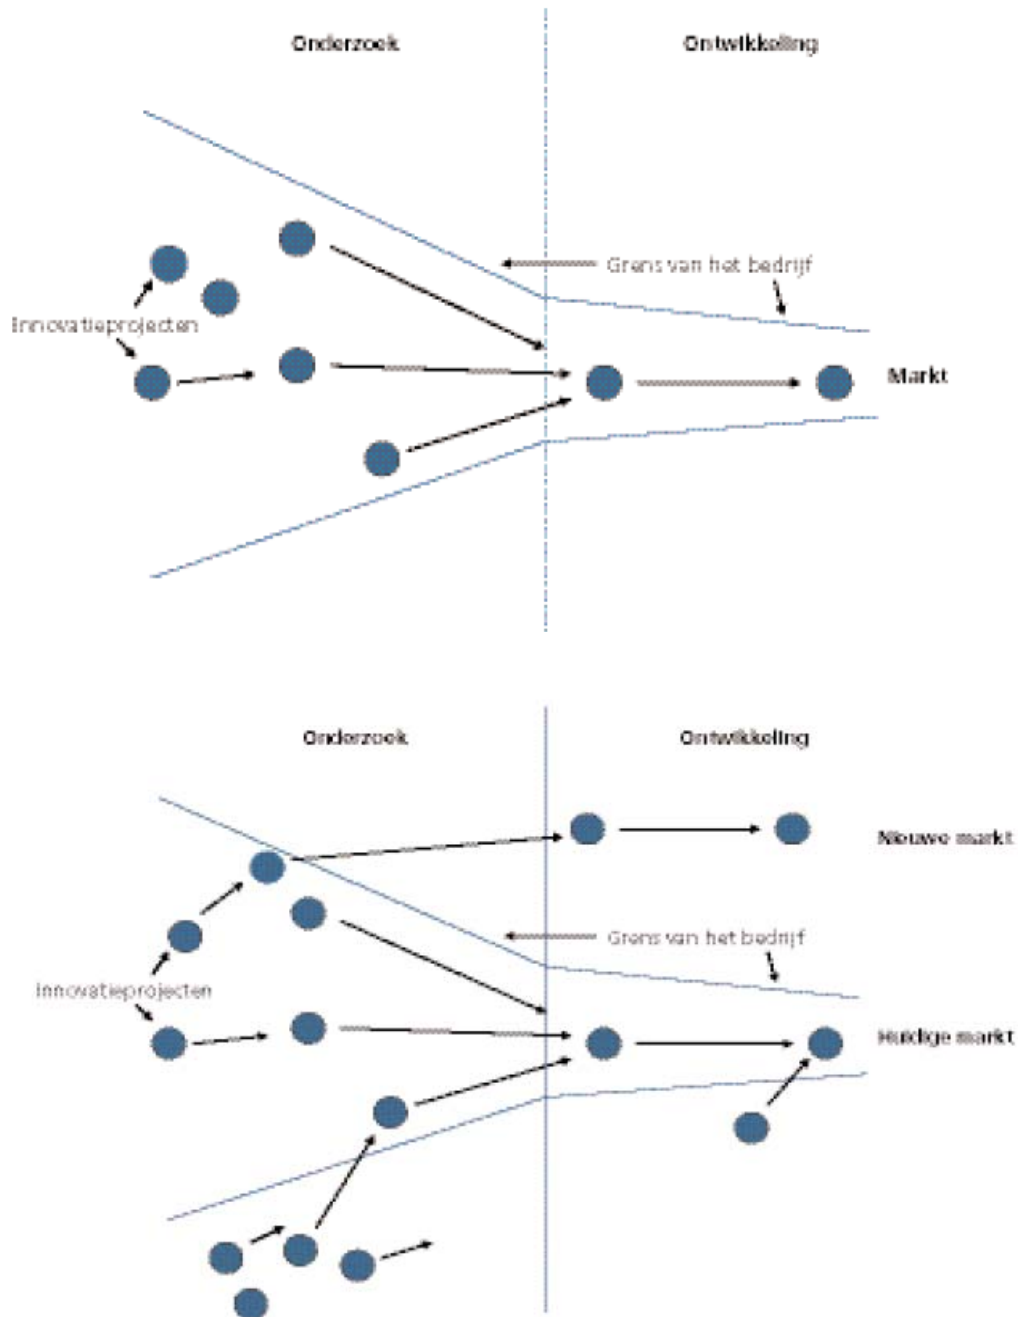 Onderzoek
Ontwikkeling
Grens van het bedrijf
Innovatieprojecten
Markt
Onderzoek
Ontwikkeling
Nieuwe markt
Grens van het bedrijf
Innovatieprojecten
Huidige markt